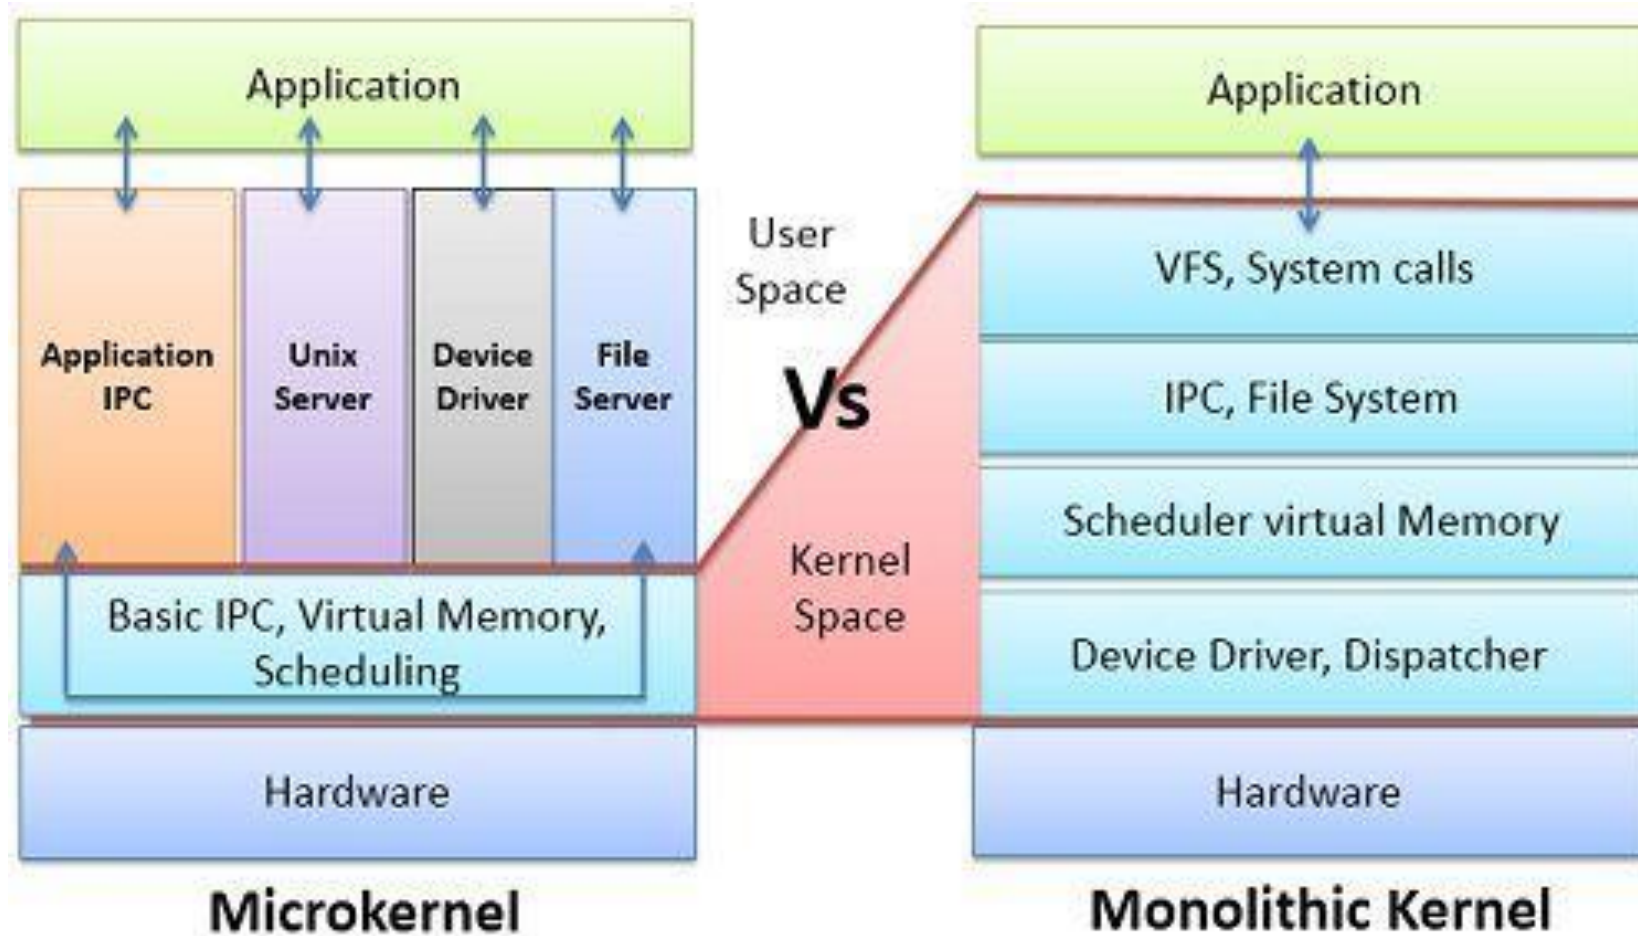 Application
Application
IPC
Unix
Server
Device
Driver
File
Server
Basic IPC, Virtual Memory,
Scheduling
Hardware
Microkernel
User
Space
Vs
Kernel
Space
Application
VFS, System calls
IPC, File System
Scheduler virtual Memory
Device Driver, Dispatcher
Hardware
Monolithic Kernel